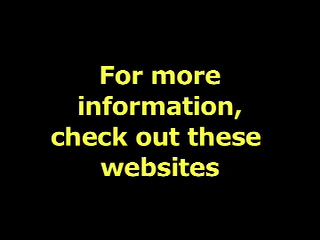 For more
information,
check out these
websites